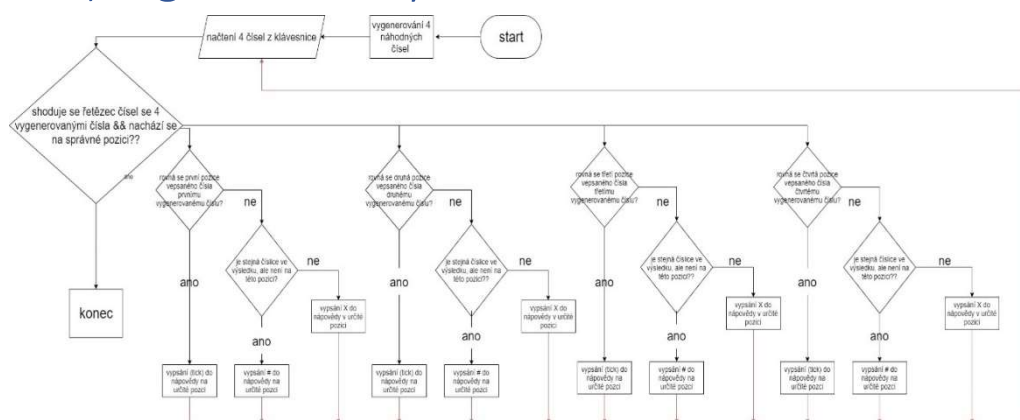 start
vygenerování 4
náhodných
čísel
načtení 4 čísel z klávesnice
shoduje se řetězec čísel se 4
vygenerovanými čísla && nachází se
na správné pozici??
ano
konec
rovná se první pozice
vepsaného čísla
prvnímu
vygenerovanému číslu?
ne
ano
je stejná číslice ve
výsledku, ale není na
této pozici?
ne
ano
vypsání X do
nápovědy v určité
pozici
vypsání (tick) do
nápovědy na
určité pozici
vypsání # do
nápovědy na
určité pozici
rovná se druhá pozice
vepsaného čísla
druhému
vygenerovanému číslu?
ne
ano
je stejná číslice ve
výsledku, ale není na
této pozici??
ne
ano
vypsání X do
nápovědy v určité
pozici
vypsání (tick) do
nápovědy na
určité pozici
vypsání # do
nápovědy na
určité pozici
rovná se třetí pozice
vepsaného čísla
třetímu
vygenerovanému číslu?
ne
ano
je stejná číslice ve
výsledku, ale není na
této pozici??
ne
ano
vypsání X do
nápovědy v určité
pozici
vypsání (tick) do
nápovědy na
určité pozici
vypsání # do
nápovědy na
určité pozici
rovná se čtvrtá pozice
vepsaného čísla
čtvrtému
vygenerovanému číslu?
ne
ano
je stejná číslice ve
výsledku, ale není na
této pozici??
ne
ano
vypsání X do
nápovědy v určité
pozici
vypsání (tick) do
nápovědy na
určité pozici
vypsání # do
nápovědy na
určité pozici